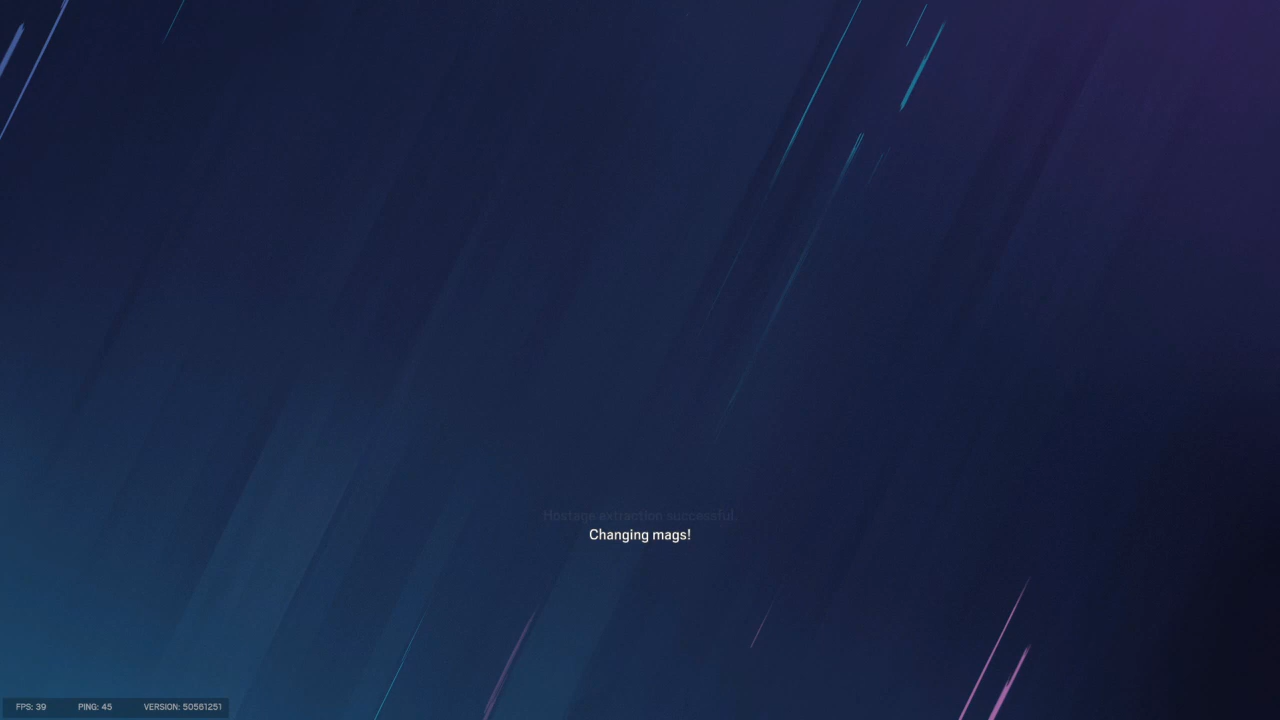 Hostage extraction successful.
Changing mags!
FPS: 39 PING: 45 VERSION: 50561251